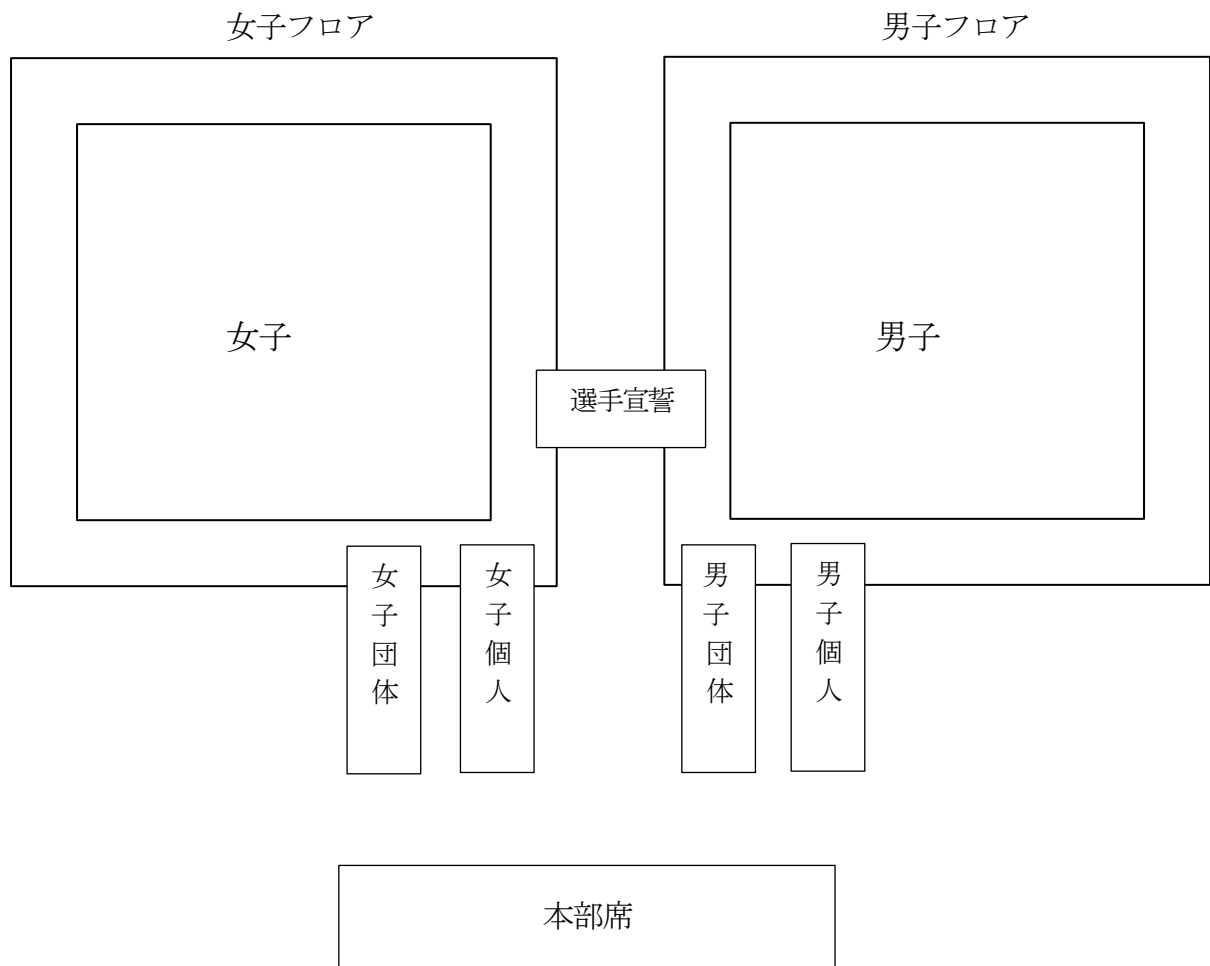 女子フロア
男子フロア
女子
男子
選手宣誓
女子団体
女子個人
男子団体
男子個人
本部席